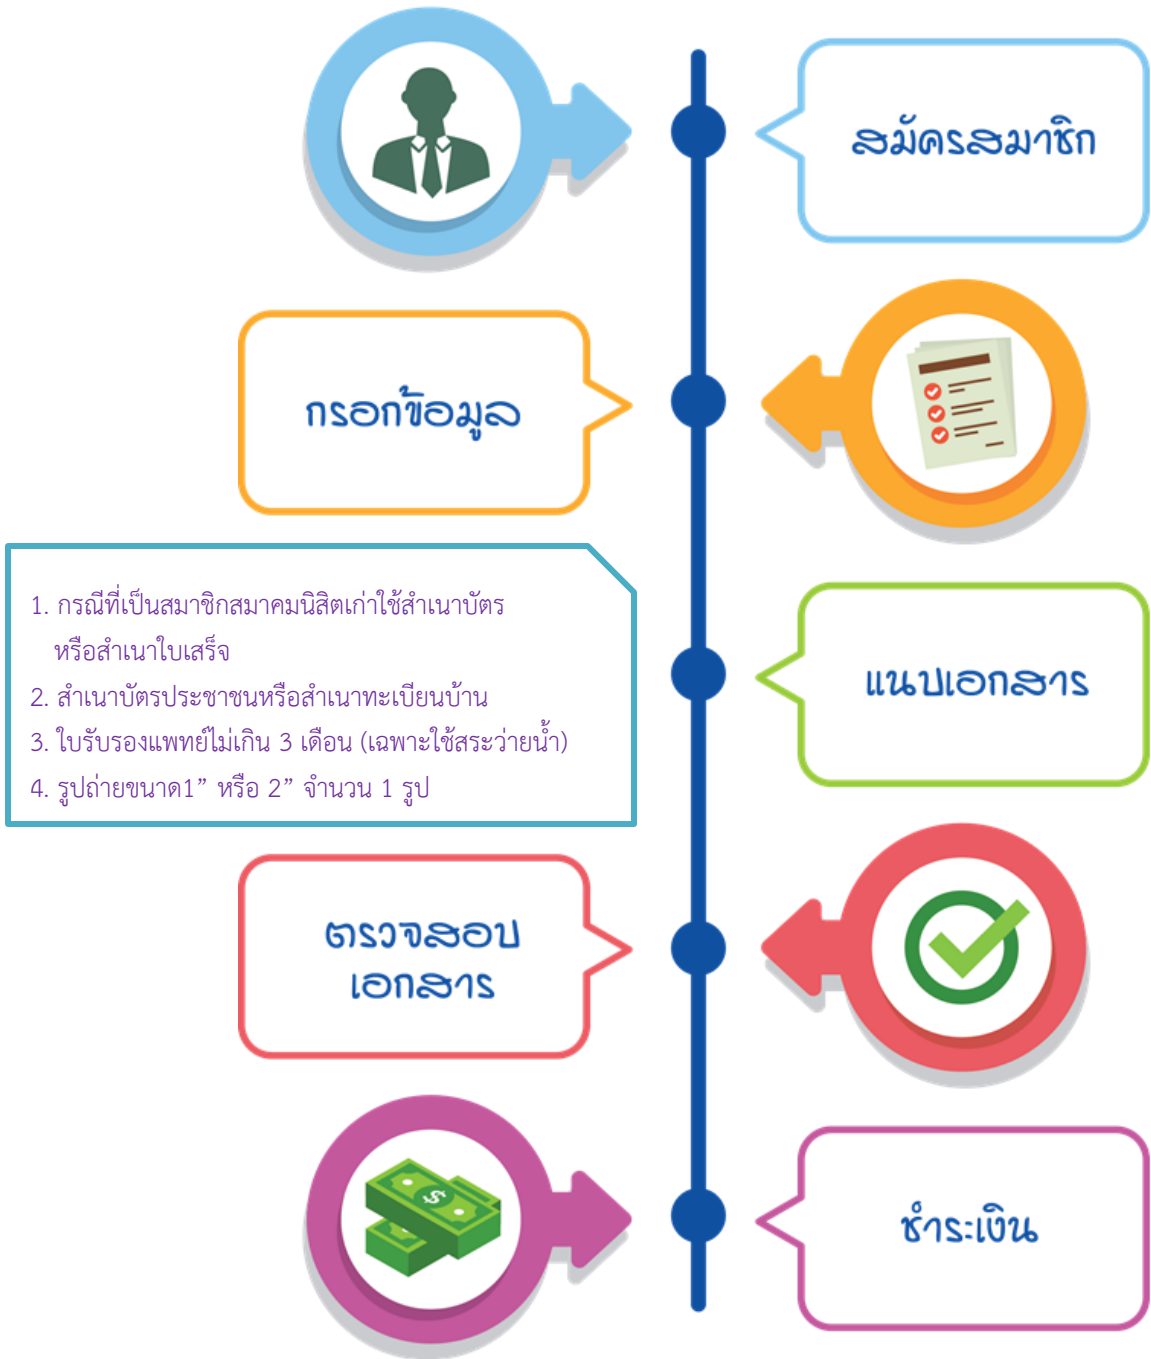 สมัครสมาชิก
กรอกข้อมูล
1. กรณีที่เป็นสมาชิกสมาคมนิสิตเก่าใช้สำเนาบัตร
หรือสำเนาใบเสร็จ
2. สำเนาบัตรประชาชนหรือสำเนาทะเบียนบ้าน
3. ใบรับรองแพทย์ไม่เกิน 3 เดือน (เฉพาะใช้สระว่ายน้ำ)
4. รูปถ่ายขนาด1” หรือ 2” จำนวน 1 รูป
แนบเอกสาร
ตรวจสอบ
เอกสาร
$
ชำระเงิน